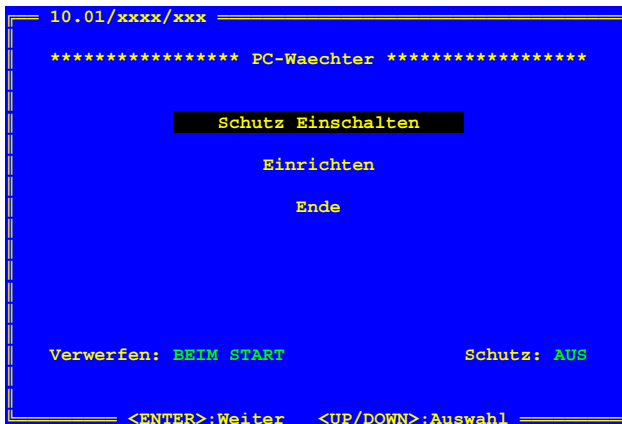 10.01/xxxx/xxx
***************** PC-Waechter ******************
Schutz Einschalten
Einrichten
Ende
Verwerfen: BEIM START Schutz: AUS
<ENTER>:Weiter <UP/DOWN>:Auswahl